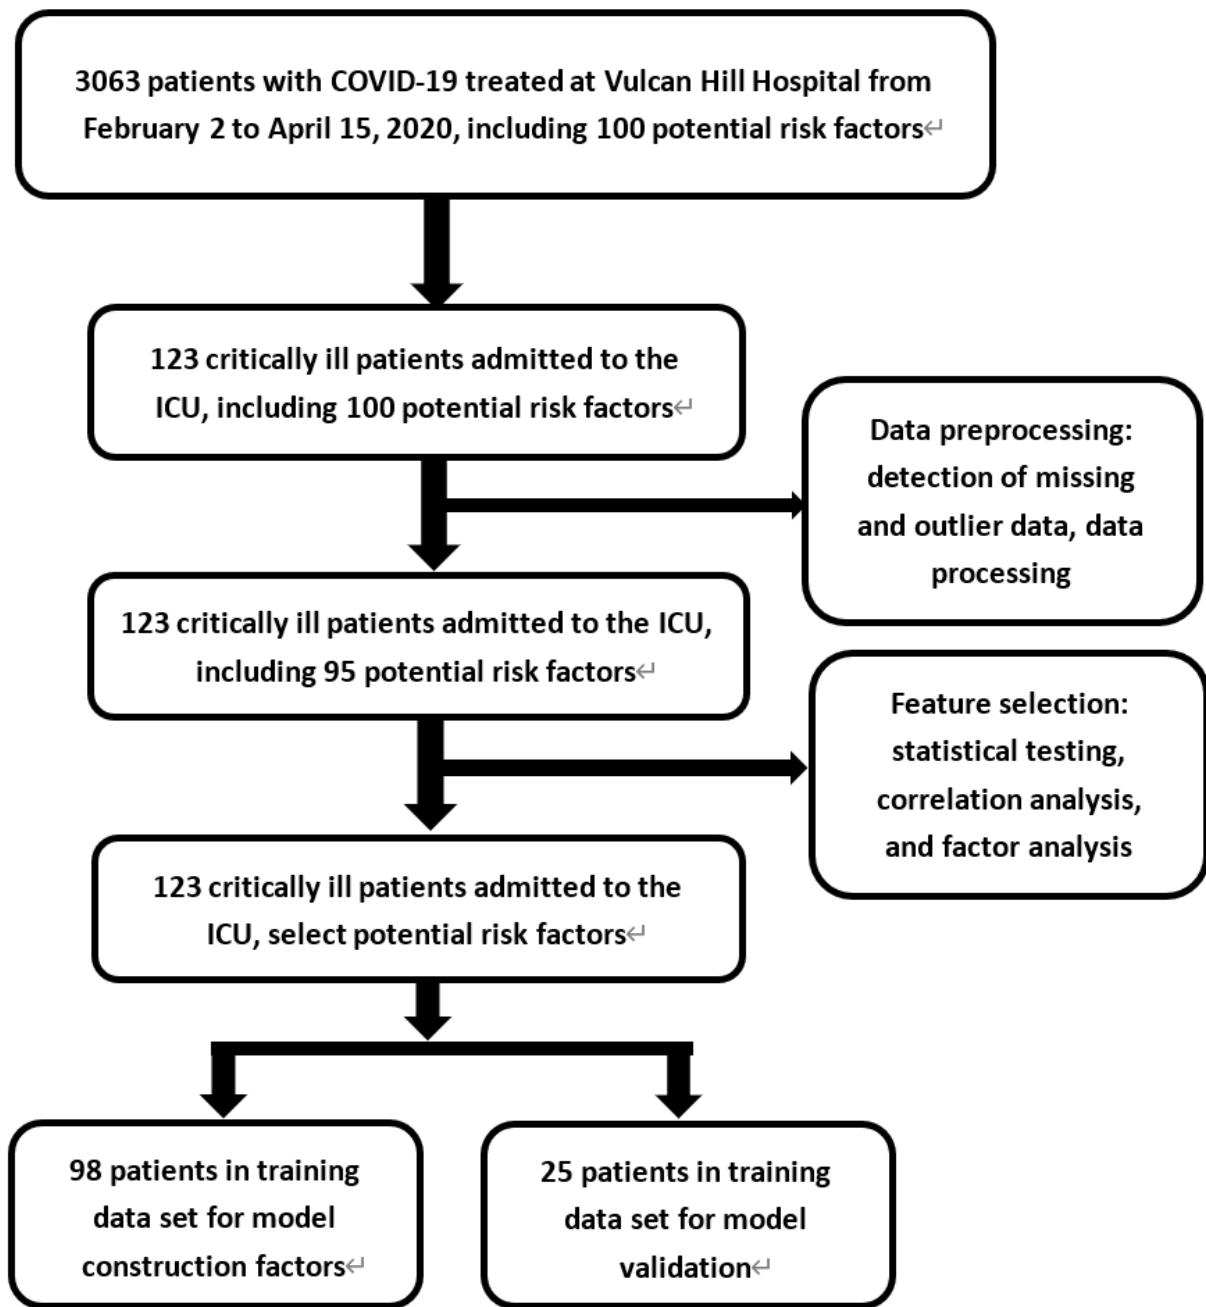 3063 patients with COVID-19 treated at Vulcan Hill Hospital from
February 2 to April 15, 2020, including 100 potential risk factors↵
123 critically ill patients admitted to the
ICU, including 100 potential risk factors↵
Data preprocessing:
detection of missing
and outlier data, data
processing
123 critically ill patients admitted to the ICU,
including 95 potential risk factors↵
Feature selection:
statistical testing,
correlation analysis,
and factor analysis
123 critically ill patients admitted to the
ICU, select potential risk factors↵
98 patients in training
data set for model
construction factors↵
25 patients in training
data set for model
validation↵